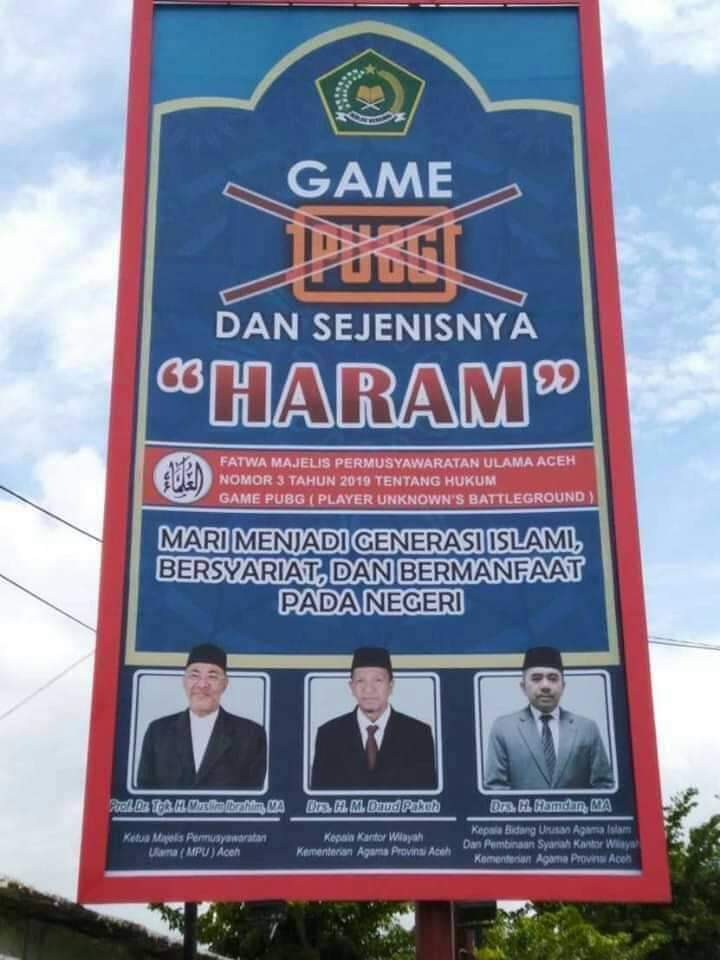 GAME
PUBG
DAN SEJENISNYA
“HARAM”
العلماء
FATWA MAJELIS PERMUSYAWARATAN ULAMA ACEH
NOMOR 3 TAHUN 2019 TENTANG HUKUM
GAME PUBG ( PLAYER UNKNOWN'S BATTLEGROUND )
MARI MENJADI GENERASI ISLAMI,
BERSYARIAT, DAN BERMANFAAT
PADA NEGERI
Prof. Dr. Tgk. H. Muslim Ibrahim, MA
Ketua Majelis Permusyawaratan
Ulama ( MPU ) Aceh
Drs. H. M. Daud Pakeh
Kepala Kantor Wilayah
Kementerian Agama Provinsi Aceh
Drs. H. Hamdan, MA
Kepala Bidang Urusan Agama Islam
Dan Pembinaan Syariah Kantor Wilayah
Kementerian Agama Provinsi Aceh